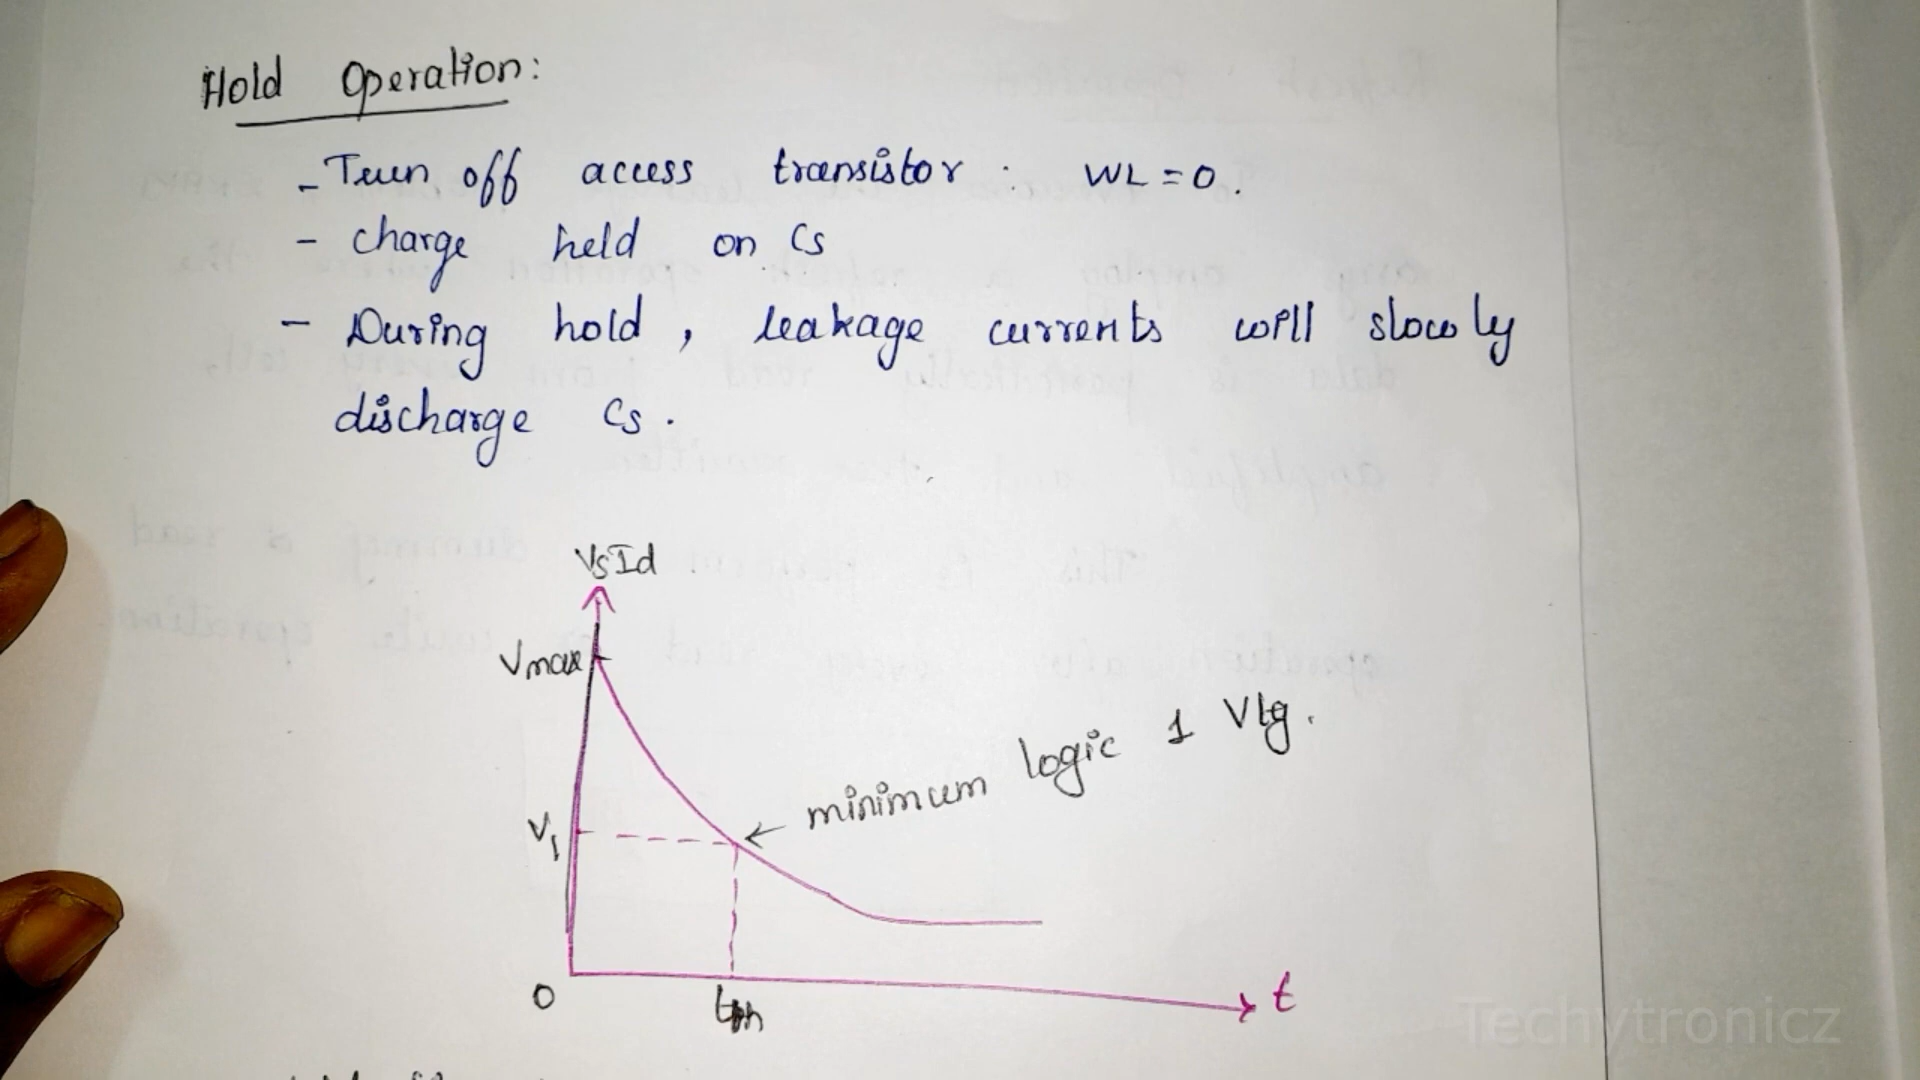 Hold Operation:
- Turn off access transistor : WL = 0.
- charge held on Cs
- During hold, leakage currents will slowly
discharge Cs.
VsId
Vmax
minimum logic 1 Vtg.
V1
0
th
t
Techytronicz